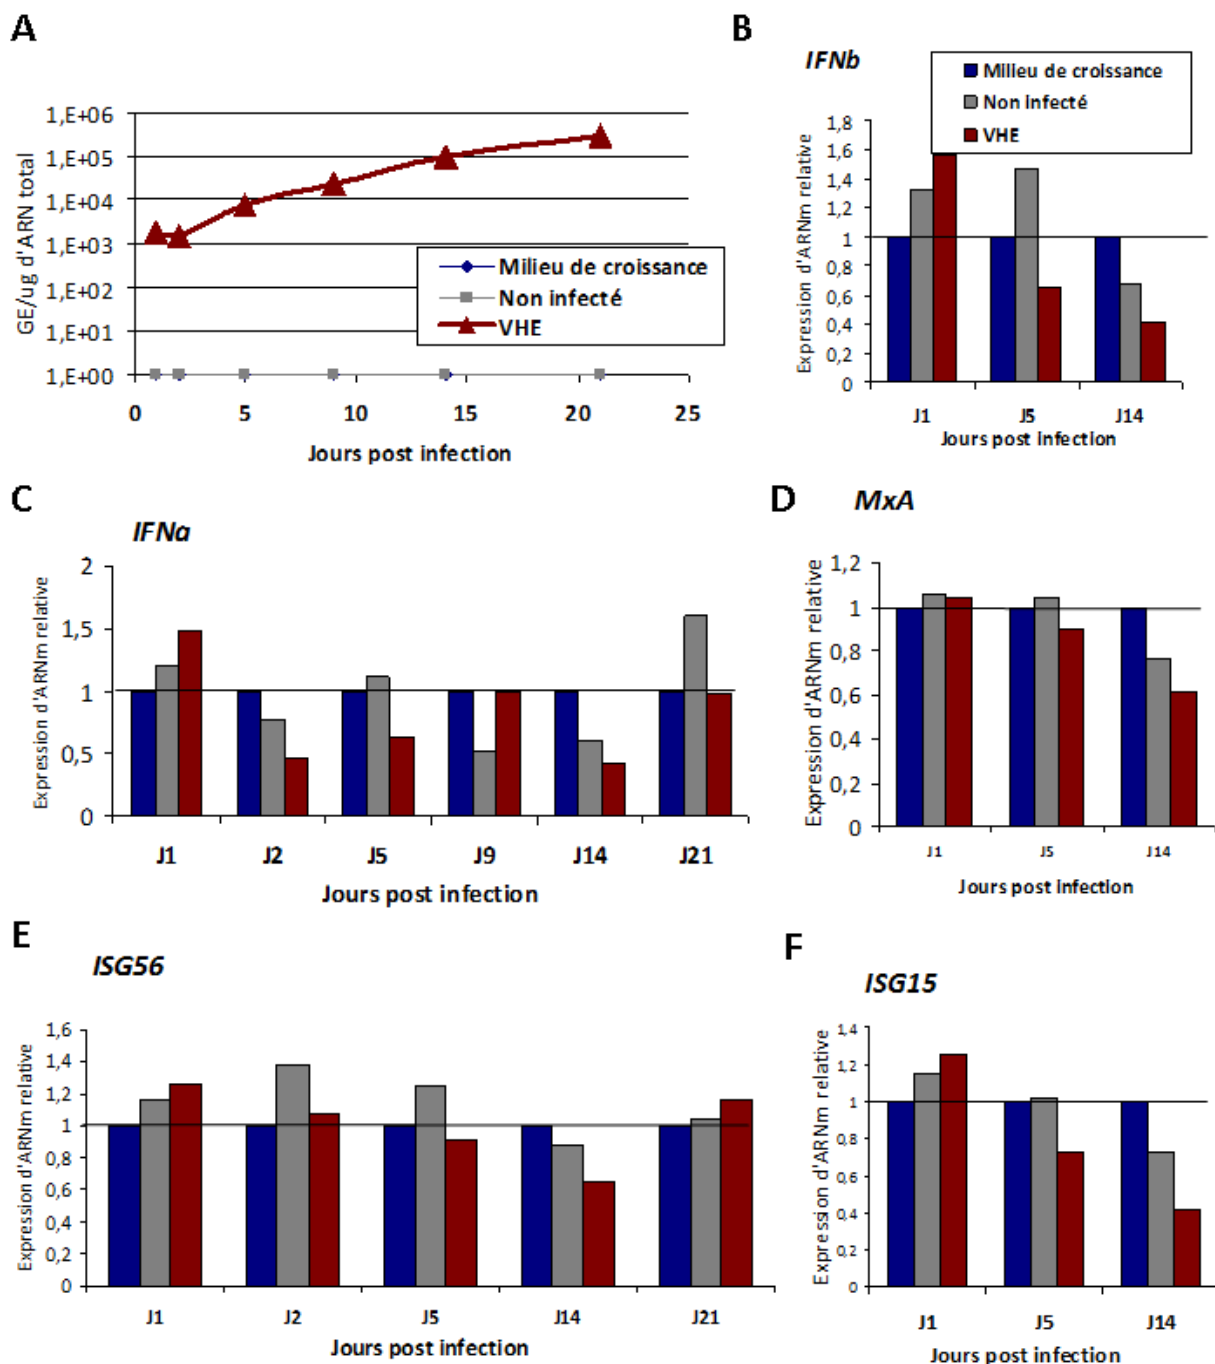 A
GE/ug d'ARN total
1,E+06
1,E+05
1,E+04
1,E+03
1,E+02
1,E+01
1,E+00
0 5 10 15 20 25
Jours post infection
Milieu de croissance
Non infecté
VHE
B
IFNb
Milieu de croissance
Non infecté
VHE
Expression d'ARNm relative
1,8
1,6
1,4
1,2
1
0,8
0,6
0,4
0,2
0
J1 J5 J14
Jours post infection
C
IFNa
Expression d'ARNm relative
2
1,5
1
0,5
0
J1 J2 J5 J9 J14 J21
Jours post infection
D
MxA
Expression d'ARNm relative
1,2
1
0,8
0,6
0,4
0,2
0
J1 J5 J14
Jours post infection
E
ISG56
Expression d'ARNm relative
1,6
1,4
1,2
1
0,8
0,6
0,4
0,2
0
J1 J2 J5 J14 J21
Jours post infection
F
ISG15
Expression d'ARNm relative
1,4
1,2
1
0,8
0,6
0,4
0,2
0
J1 J5 J14
Jours post infection